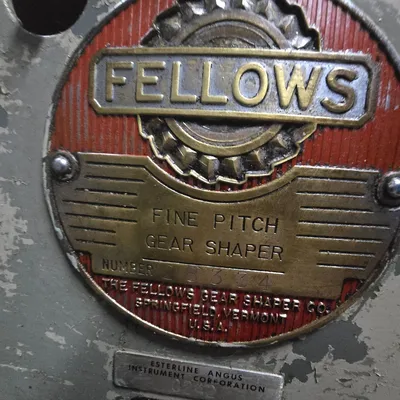 FELLOWS
FINE PITCH
GEAR SHAPER
NUMBER
THE FELLOWS GEAR SHAPER CO.
SPRINGFIELD, VERMONT
U.S.A.
ESTERLINE ANGUS
INSTRUMENT CORPORATION